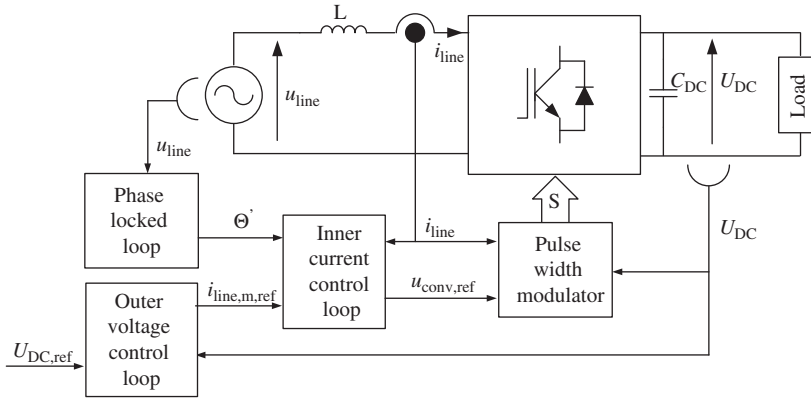 L
i_line
u_line
C_DC
U_DC
Load
u_line
Phase
locked
loop
Θ’
Inner
current
control
loop
i_line
S
Pulse
width
modulator
U_DC
u_conv,ref
i_line,m,ref
Outer
voltage
control
loop
U_DC,ref